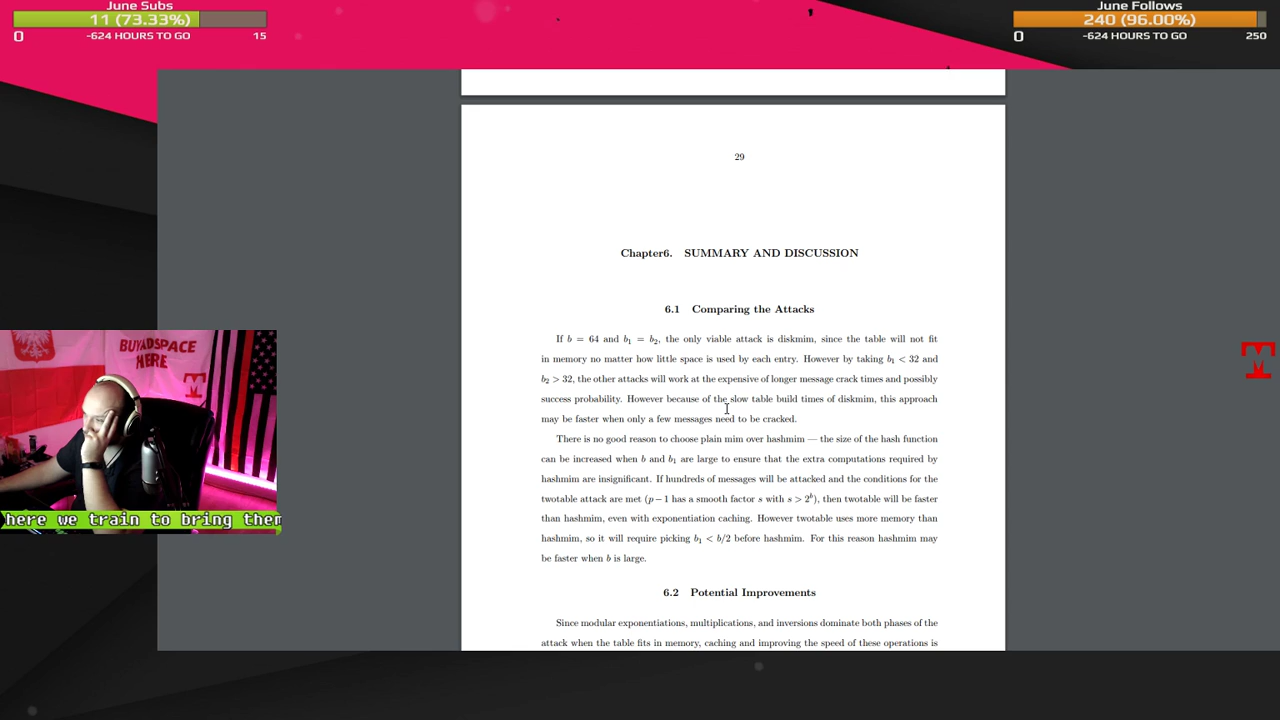 June Subs
11 (73.33%)
0
-624 HOURS TO GO
15
June Follows
240 (96.00%)
0
-624 HOURS TO GO
250
29
Chapter6. SUMMARY AND DISCUSSION
6.1 Comparing the Attacks
If b = 64 and b₁ = b₂, the only viable attack is diskmim, since the table will not fit
in memory no matter how little space is used by each entry. However by taking b₁ < 32 and
b₂ > 32, the other attacks will work at the expensive of longer message crack times and possibly
success probability. However because of the slow table build times of diskmim, this approach
may be faster when only a few messages need to be cracked.
There is no good reason to choose plain mim over hashmim — the size of the hash function
can be increased when b and b₁ are large to ensure that the extra computations required by
hashmim are insignificant. If hundreds of messages will be attacked and the conditions for the
twotable attack are met (p − 1 has a smooth factor s with s > 2ᵇ), then twotable will be faster
than hashmim, even with exponentiation caching. However twotable uses more memory than
hashmim, so it will require picking b₁ < b/2 before hashmim. For this reason hashmim may
be faster when b is large.
6.2 Potential Improvements
Since modular exponentiations, multiplications, and inversions dominate both phases of the
attack when the table fits in memory, caching and improving the speed of these operations is
BUY ADSPACE
HERE
here we train to bring them